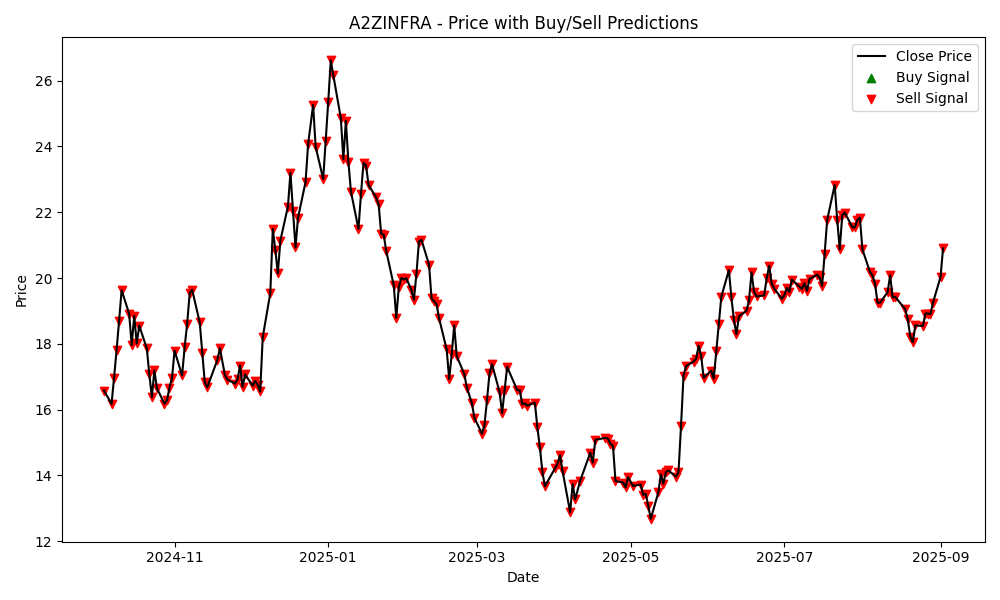 A2ZINFRA - Price with Buy/Sell Predictions
Close Price
Buy Signal
Sell Signal
Price
26
24
22
20
18
16
14
12
2024-11
2025-01
2025-03
2025-05
2025-07
2025-09
Date